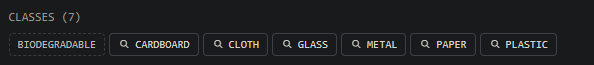 CLASSES (7)
BIODEGRADABLE CARDBOARD CLOTH GLASS METAL PAPER PLASTIC